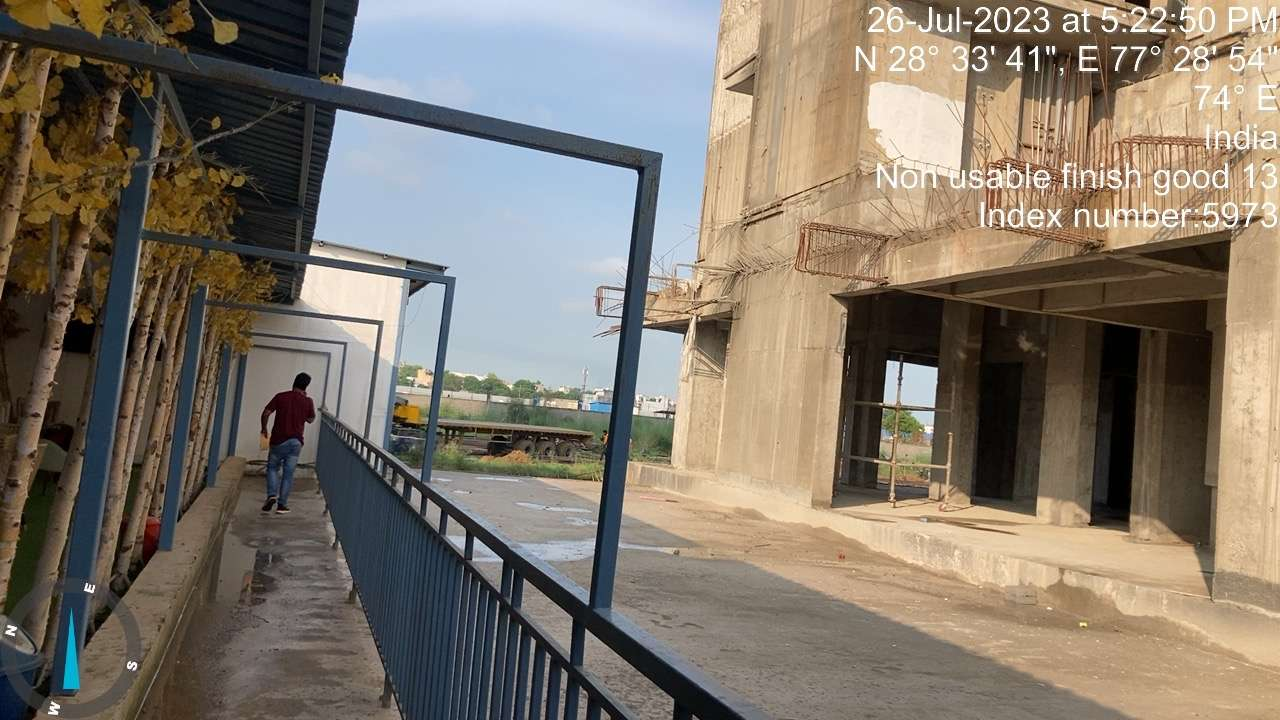 26-Jul-2023 at 5:22:50 PM
N 28° 33' 41", E 77° 28' 54"
74° E
India
Non usable finish good 13
Index number:5973
E
N
S
W